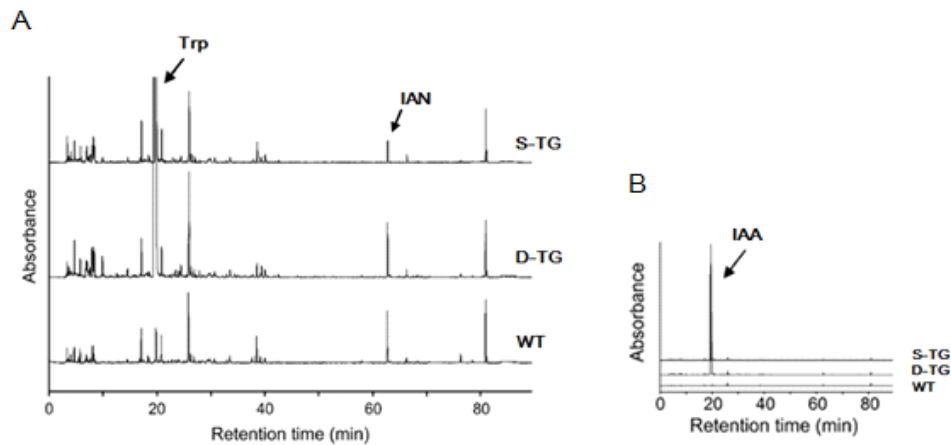 A
Trp
IAN
S-TG
D-TG
WT
Absorbance
0 20 40 60 80
Retention time (min)
B
IAA
S-TG
D-TG
WT
Absorbance
0 20 40 60 80
Retention time (min)